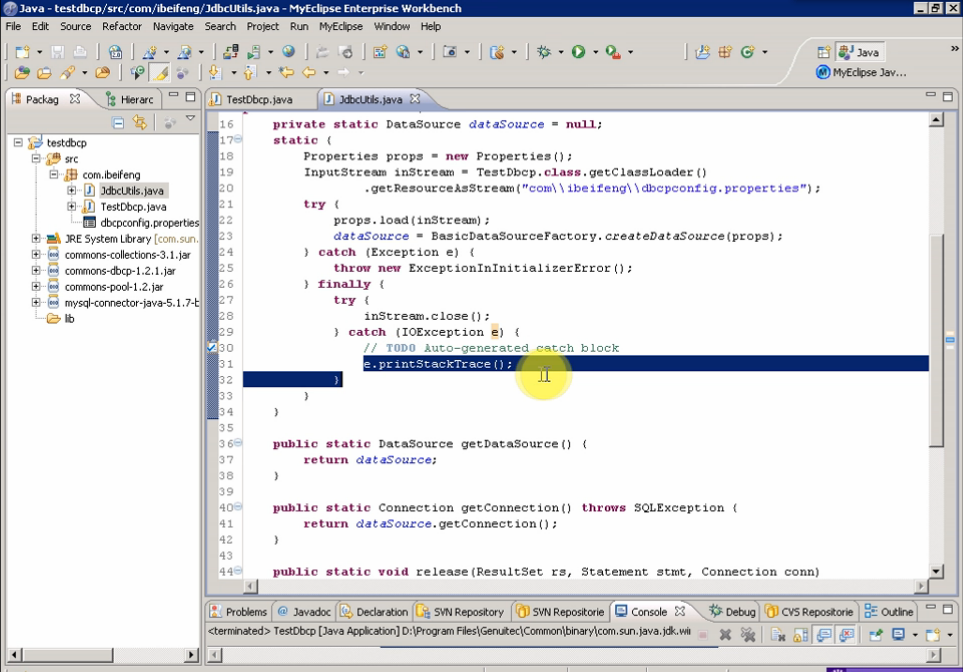 Java - testdbcp/src/com/ibeifeng/JdbcUtils.java - MyEclipse Enterprise Workbench
File Edit Source Refactor Navigate Search Project Run MyEclipse Window Help
Java
MyEclipse Jav...
Packag Hierarc
TestDbcp.java JdbcUtils.java
testdbcp
src
com.ibeifeng
JdbcUtils.java
TestDbcp.java
dbcpconfig.properties
JRE System Library [com.sun.
commons-collections-3.1.jar
commons-dbcp-1.2.1.jar
commons-pool-1.2.jar
mysql-connector-java-5.1.7-b
lib
16 private static DataSource dataSource = null;
17 static {
18 Properties props = new Properties();
19 InputStream inStream = TestDbcp.class.getClassLoader()
20 .getResourceAsStream("com\\ibeifeng\\dbcpconfig.properties");
21 try {
22 props.load(inStream);
23 dataSource = BasicDataSourceFactory.createDataSource(props);
24 } catch (Exception e) {
25 throw new ExceptionInInitializerError();
26 } finally {
27 try {
28 inStream.close();
29 } catch (IOException e) {
30 // TODO Auto-generated catch block
31 e.printStackTrace();
32 }
33 }
34 }
35
36 public static DataSource getDataSource() {
37 return dataSource;
38 }
39
40 public static Connection getConnection() throws SQLException {
41 return dataSource.getConnection();
42 }
43
44 public static void release(ResultSet rs, Statement stmt, Connection conn)
Problems Javadoc Declaration SVN Repository SVN Repositorie Console Debug CVS Repositorie Outline
<terminated> TestDbcp [Java Application] D:\Program Files\Genuitec\Common\binary\com.sun.java.jdk.wi